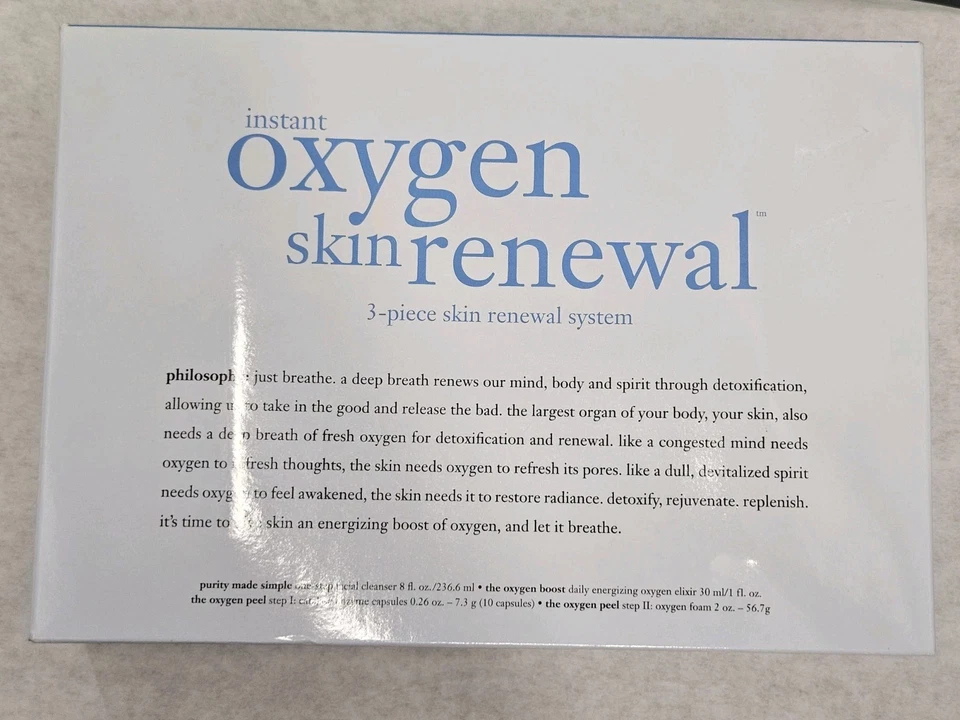 instant
oxygen
skin renewal™
3-piece skin renewal system
just breathe. a deep breath renews our mind, body and spirit through detoxification,
allowing to take in the good and release the bad. the largest organ of your body, your skin, also
needs a breath of fresh oxygen for detoxification and renewal. like a congested mind needs
oxygen to thoughts, the skin needs oxygen to refresh its pores. like a dull, devitalized spirit
needs to feel awakened, the skin needs it to restore radiance. detoxify, rejuvenate. replenish.
it's time to skin an energizing boost of oxygen, and let it breathe.
purity made simple cleanser 8 fl. oz./236.6 ml • the oxygen boost daily energizing oxygen elixir 30 ml/1 fl. oz.
the oxygen peel step I: capsules 0.26 oz. – 7.3 g (10 capsules) • the oxygen peel step II: oxygen foam 2 oz. – 56.7g